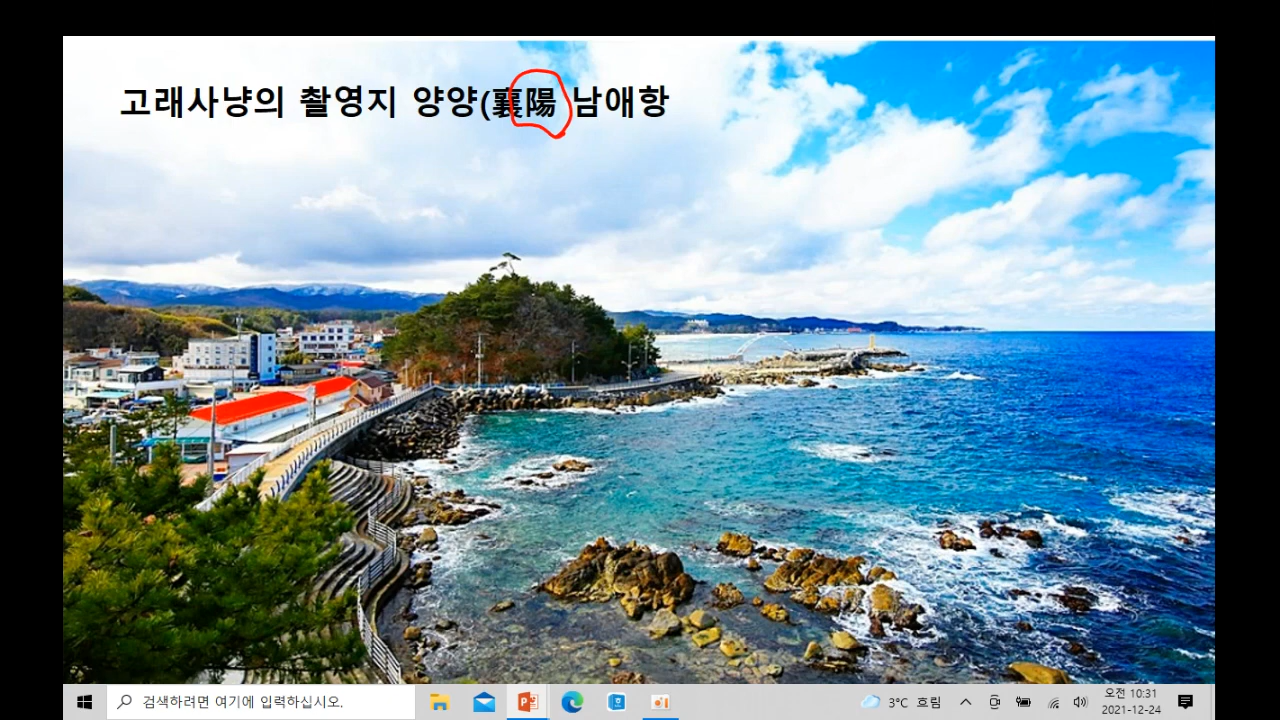 고래사냥의 촬영지 양양(襄陽 남애항
검색하려면 여기에 입력하십시오.
3°C 흐림
오전 10:31
2021-12-24